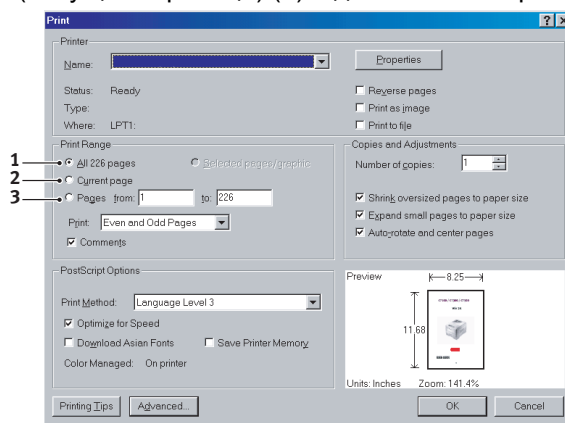 Print
Printer
Name:
Properties
Status: Ready
Reverse pages
Type:
Print as image
Where: LPT1:
Print to file
Print Range
Copies and Adjustments
1
All 226 pages
Selected pages/graphic
Number of copies: 1
2
Current page
3
Pages from: 1 to: 226
Shrink oversized pages to paper size
Expand small pages to paper size
Print: Even and Odd Pages
Auto-rotate and center pages
Comments
PostScript Options
Preview
8.25
Print Method: Language Level 3
Optimize for Speed
11.68
Download Asian Fonts
Save Printer Memory
Color Managed: On printer
Units: Inches Zoom: 141.4%
Printing Tips
Advanced...
OK
Cancel